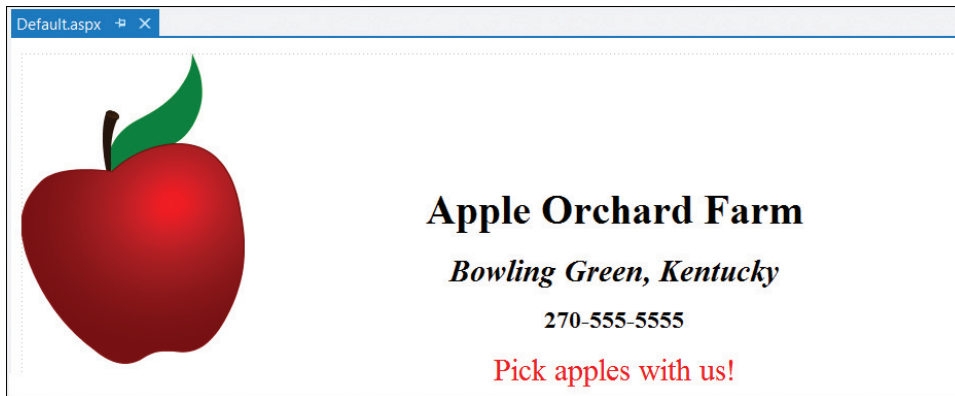 Default.aspx
Apple Orchard Farm
Bowling Green, Kentucky
270-555-5555
Pick apples with us!